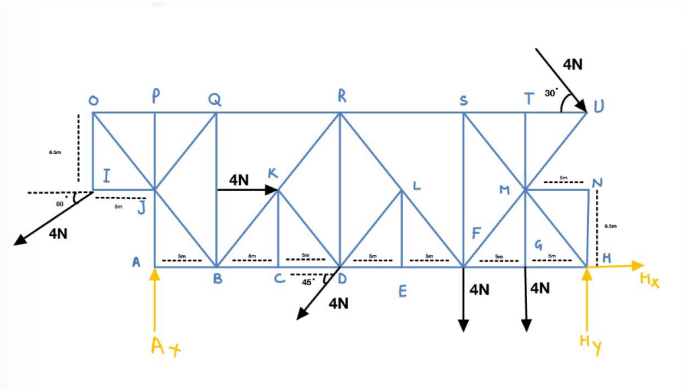 4N
30°
O P Q R S T U
6.5m
I 4N K L M 5m N
60° 5m J
4N
6.5m
A 5m B 5m C 5m D 5m E 5m F 5m G 5m H
45° 4N 4N 4N Hx
Ax Hy